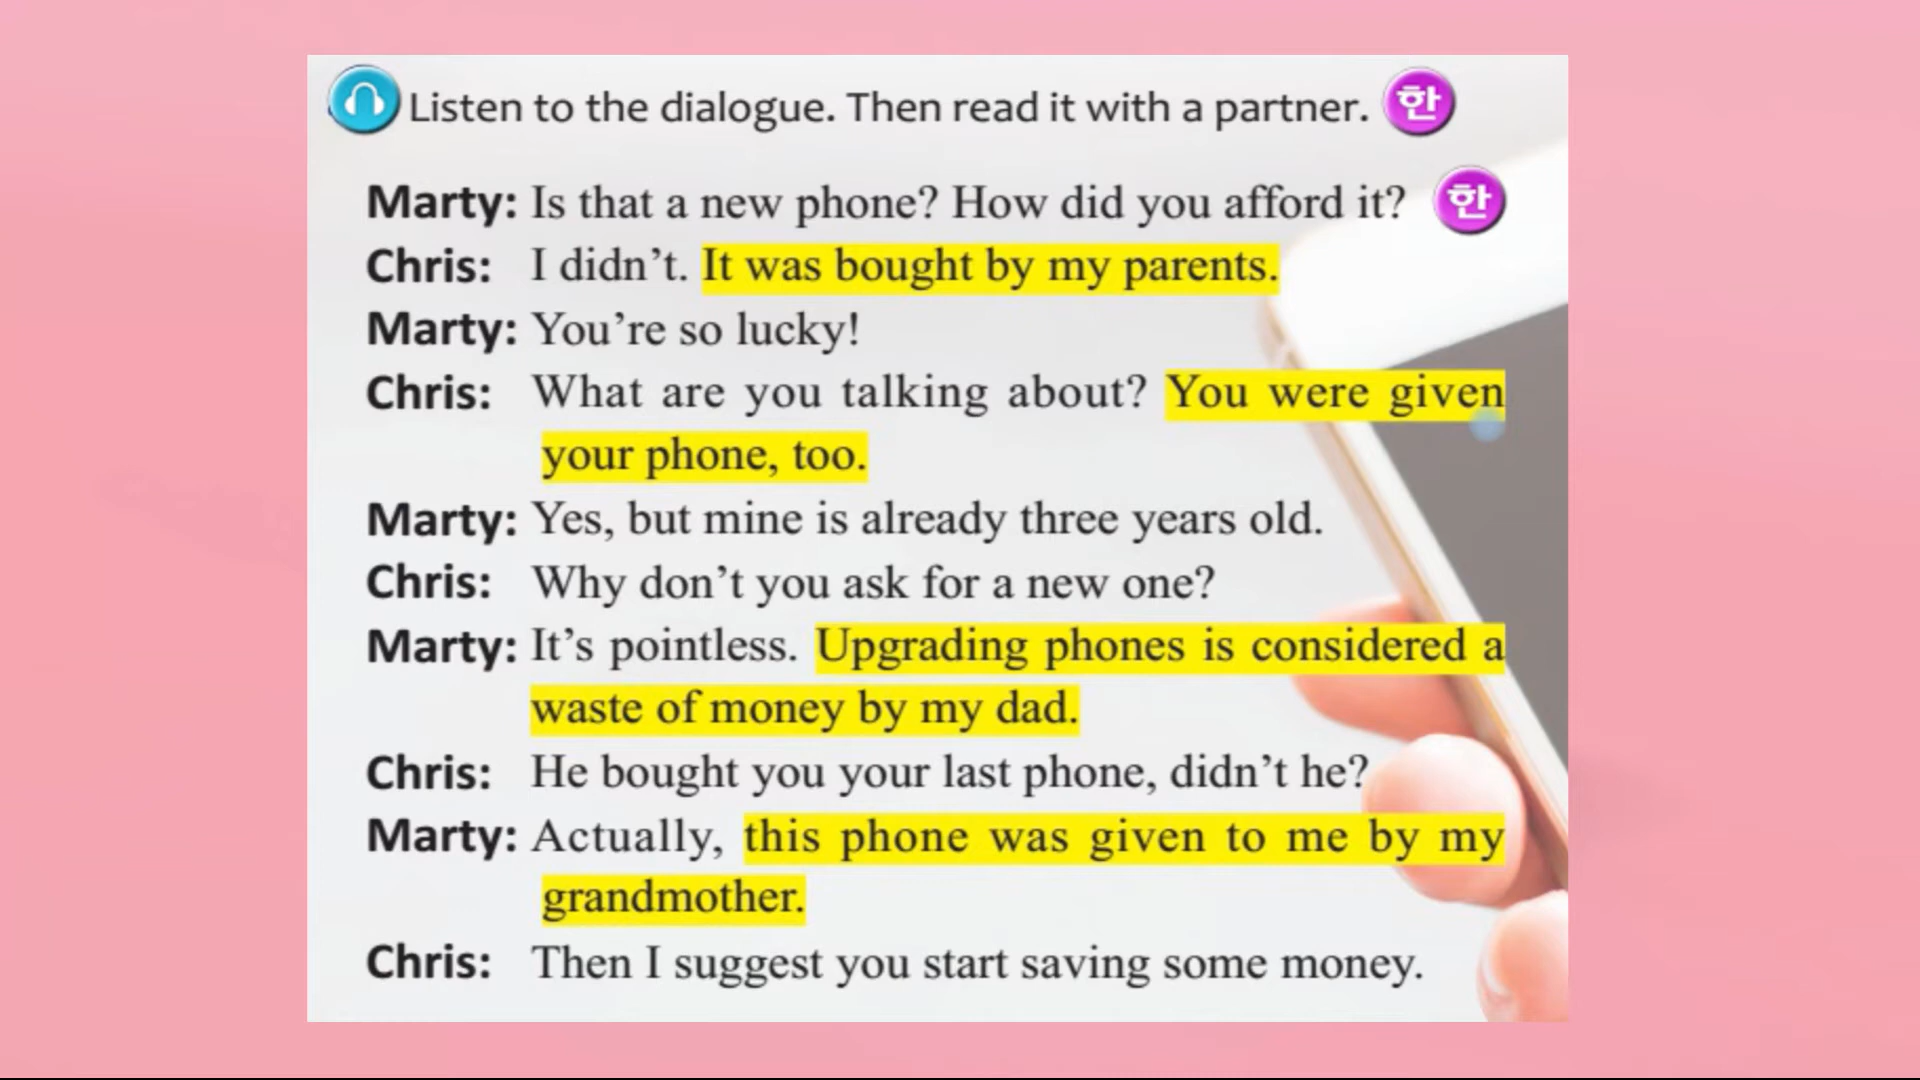 Listen to the dialogue. Then read it with a partner. 한
Marty: Is that a new phone? How did you afford it? 한
Chris: I didn’t. It was bought by my parents.
Marty: You’re so lucky!
Chris: What are you talking about? You were given
your phone, too.
Marty: Yes, but mine is already three years old.
Chris: Why don’t you ask for a new one?
Marty: It’s pointless. Upgrading phones is considered a
waste of money by my dad.
Chris: He bought you your last phone, didn’t he?
Marty: Actually, this phone was given to me by my
grandmother.
Chris: Then I suggest you start saving some money.